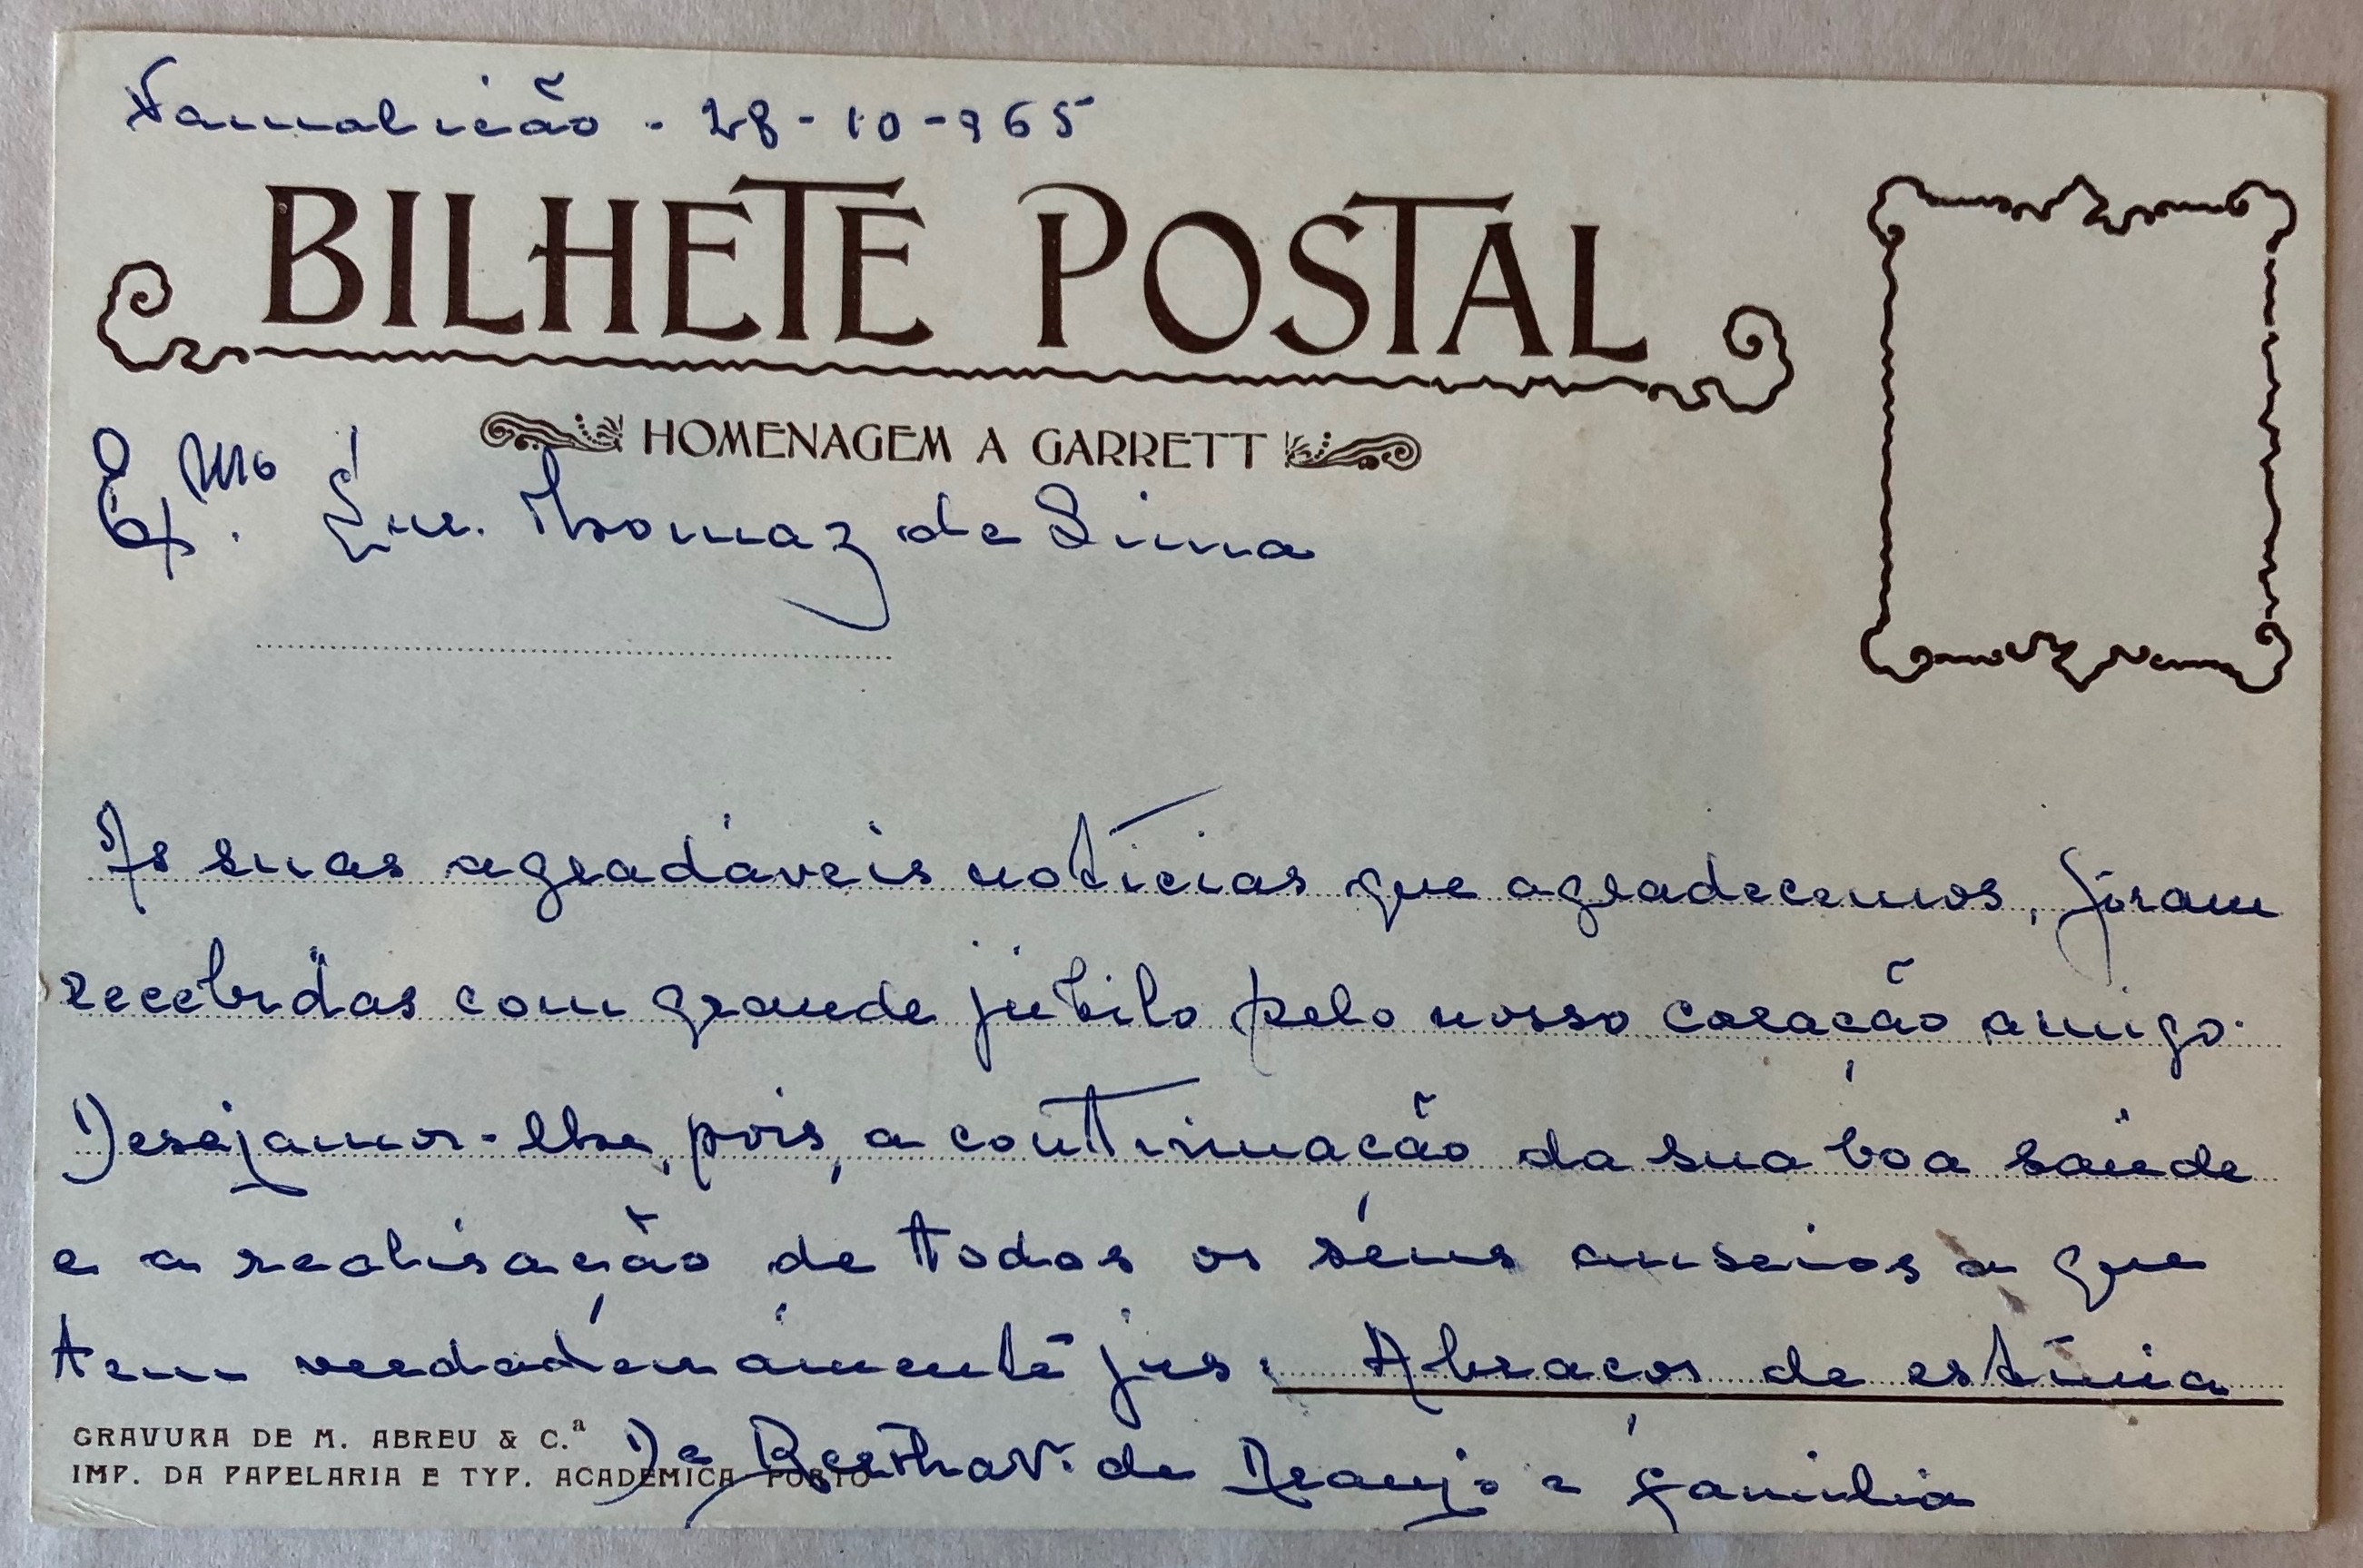 Famalicão - 28-10-965
BILHETE POSTAL
HOMENAGEM A GARRETT
Exmo. Snr. Thomaz de Lima
As suas agradáveis notícias que agradecemos, fôram
recebidas com grande júbilo pelo nosso coração amigo.
Desejamos-lhe, pois, a continuação da sua boa saúde
e a realisação de todos os seus anseios a que
tem verdadeiramente jus. Abraços de estima
De Bertha V. de Araujo e familia
GRAVURA DE M. ABREU & C.ª
IMP. DA PAPELARIA E TYP. ACADEMICA PORTO